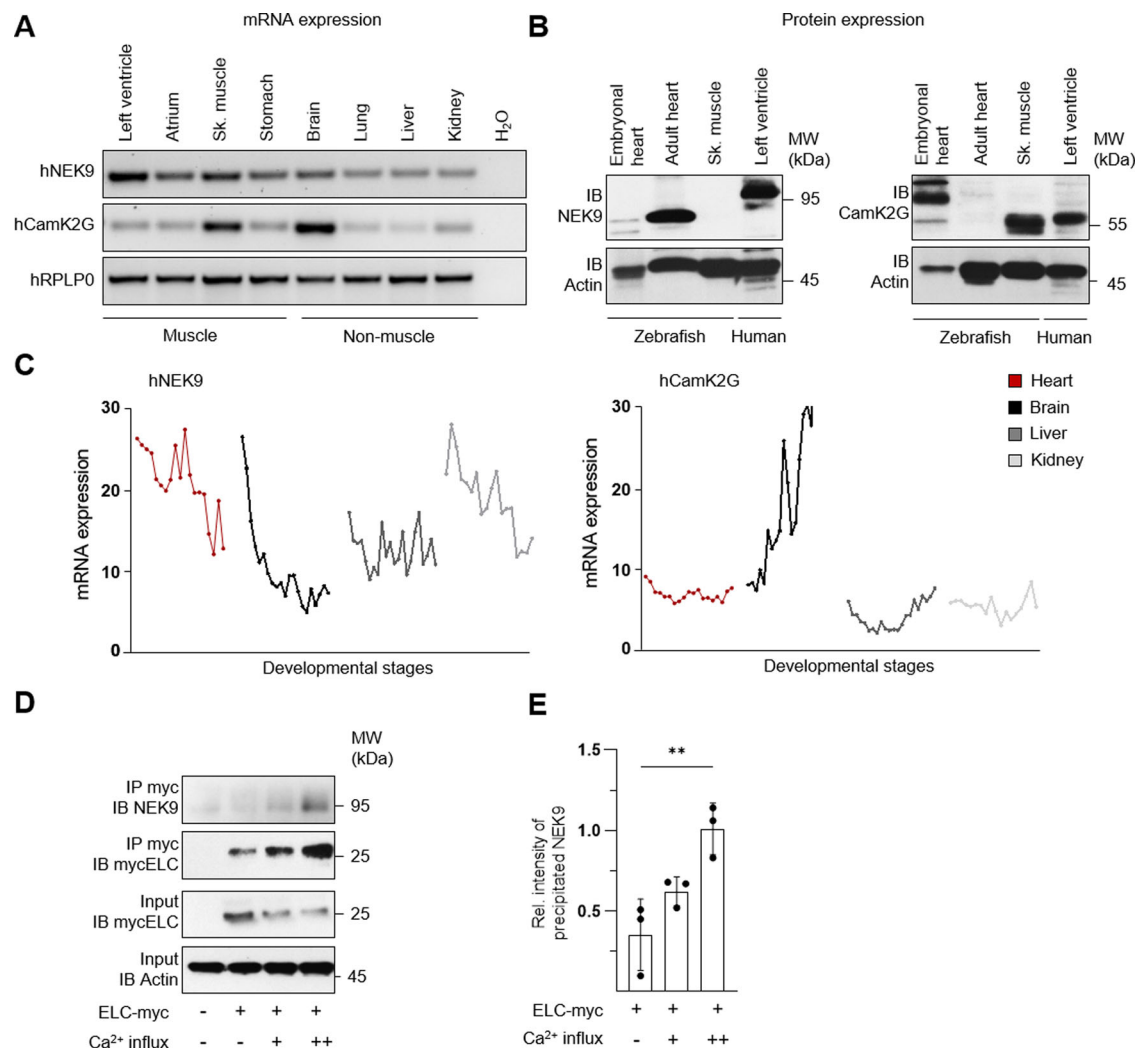 A
mRNA expression
Left ventricle
Atrium
Sk. muscle
Stomach
Brain
Lung
Liver
Kidney
H₂O
hNEK9
hCamK2G
hRPLP0
Muscle
Non-muscle
B
Protein expression
Embryonal
heart
Adult heart
Sk. muscle
Left ventricle
MW
(kDa)
IB
NEK9
95
IB
Actin
45
Zebrafish
Human
Embryonal
heart
Adult heart
Sk. muscle
Left ventricle
MW
(kDa)
IB
CamK2G
55
IB
Actin
45
Zebrafish
Human
C
hNEK9
mRNA expression
30
20
10
0
Developmental stages
hCamK2G
mRNA expression
30
20
10
0
Developmental stages
Heart
Brain
Liver
Kidney
D
MW
(kDa)
IP myc
IB NEK9
95
IP myc
IB mycELC
25
Input
IB mycELC
25
Input
IB Actin
45
ELC-myc - + + +
Ca²⁺ influx - - + ++
E
Rel. intensity of
precipitated NEK9
1.5
1.0
0.5
**
ELC-myc + + +
Ca²⁺ influx - + ++